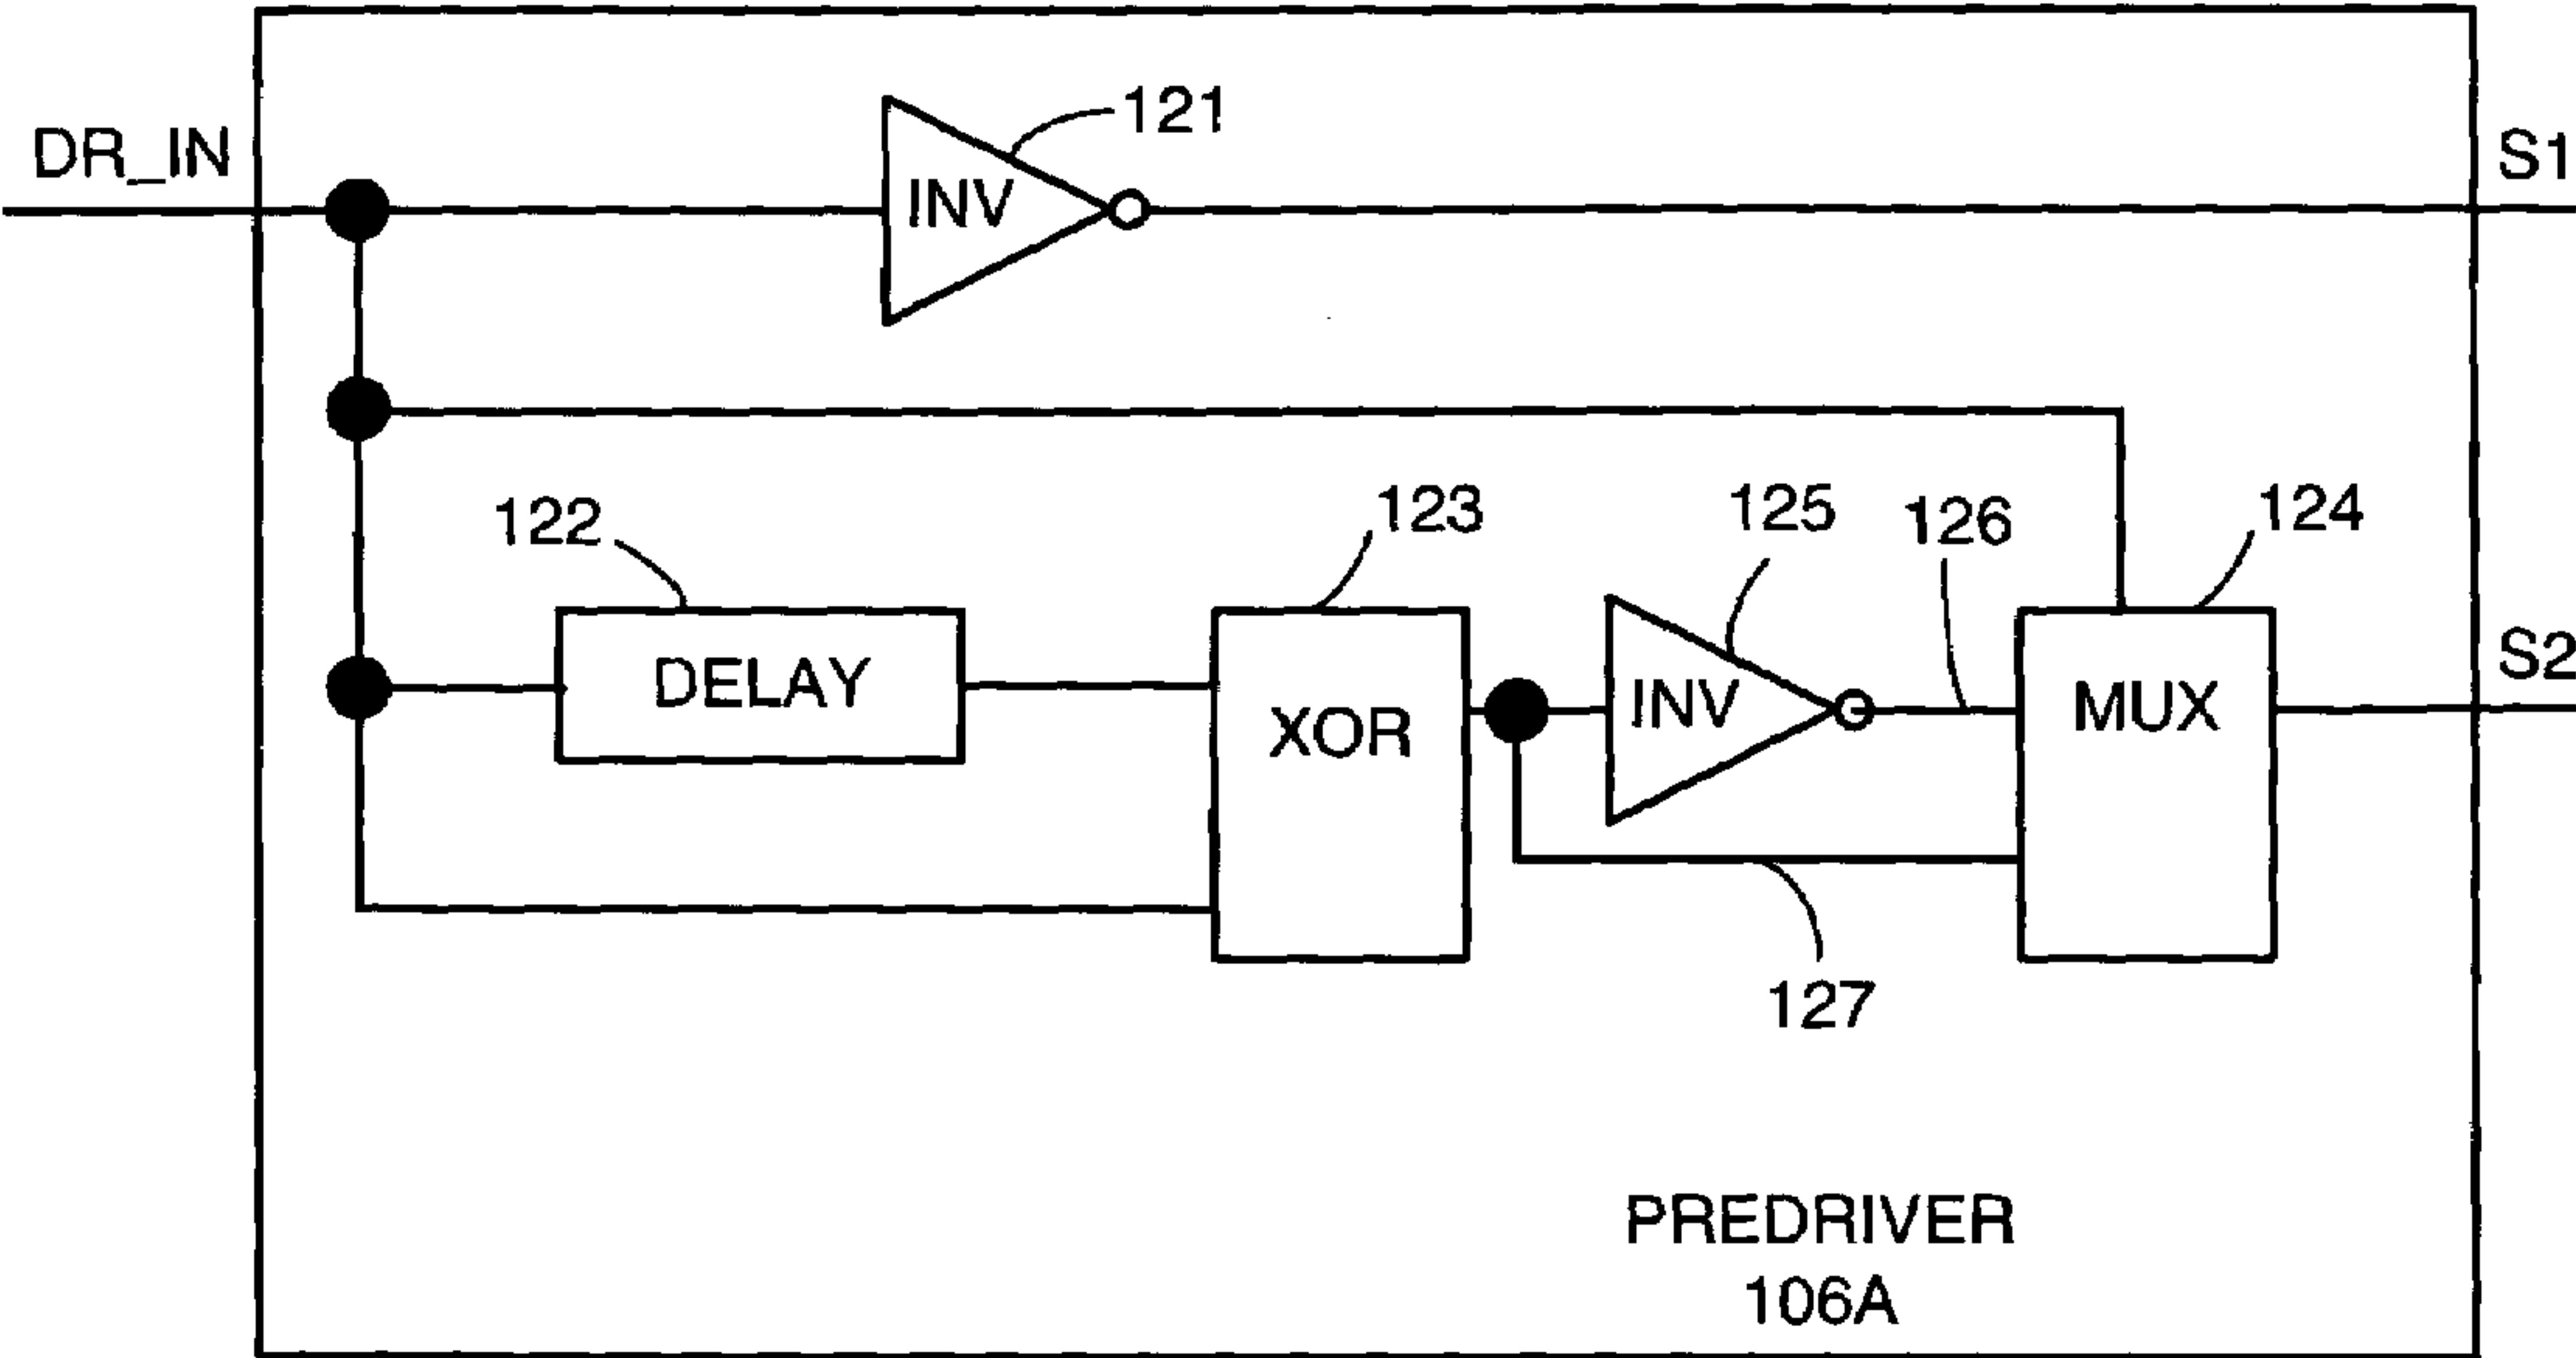 DR_IN
121
INV
S1
122
123
125
126
124
DELAY
XOR
INV
MUX
S2
127
PREDRIVER
106A